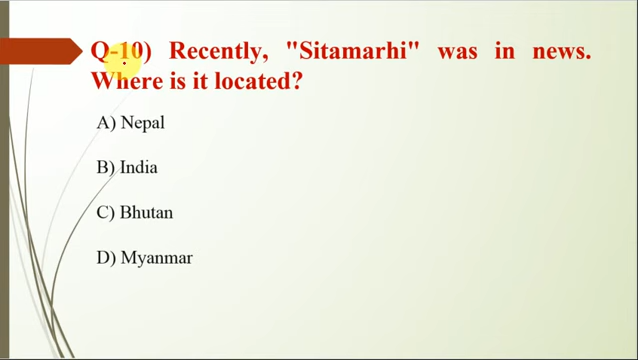 Q-10) Recently, "Sitamarhi" was in news.
Where is it located?
A) Nepal
B) India
C) Bhutan
D) Myanmar